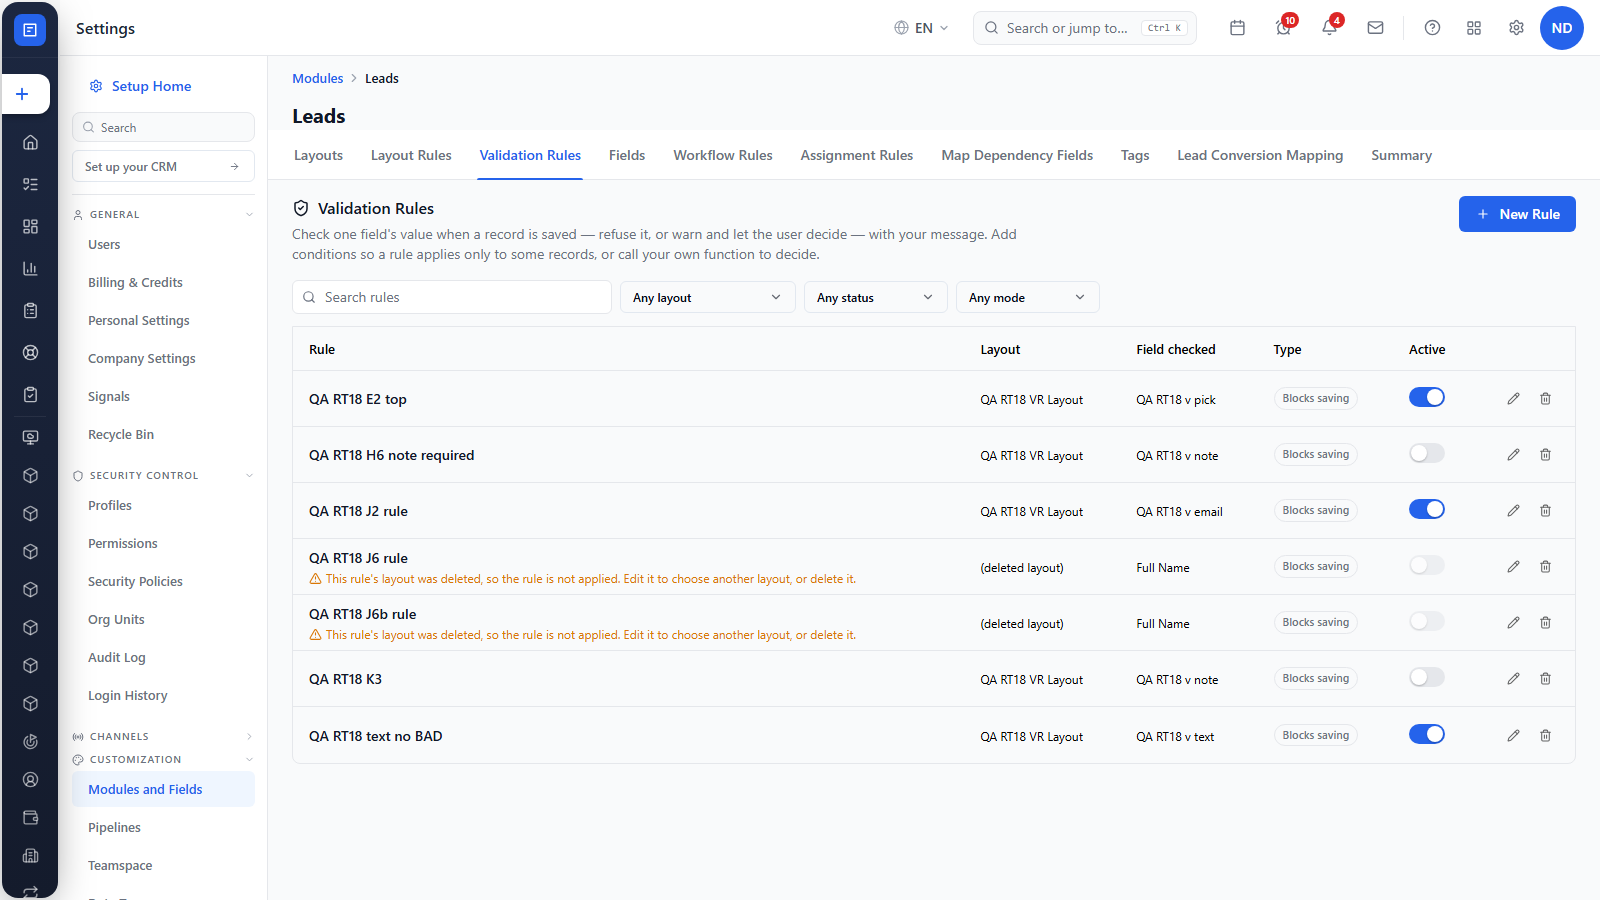 Settings
EN
Search or jump to...
Ctrl K
10
4
ND
Setup Home
Search
Set up your CRM
GENERAL
Users
Billing & Credits
Personal Settings
Company Settings
Signals
Recycle Bin
SECURITY CONTROL
Profiles
Permissions
Security Policies
Org Units
Audit Log
Login History
CHANNELS
CUSTOMIZATION
Modules and Fields
Pipelines
Teamspace
Modules > Leads
Leads
Layouts Layout Rules Validation Rules Fields Workflow Rules Assignment Rules Map Dependency Fields Tags Lead Conversion Mapping Summary
Validation Rules
New Rule
Check one field's value when a record is saved — refuse it, or warn and let the user decide — with your message. Add
conditions so a rule applies only to some records, or call your own function to decide.
Search rules Any layout Any status Any mode
Rule Layout Field checked Type Active
QA RT18 E2 top QA RT18 VR Layout QA RT18 v pick Blocks saving
QA RT18 H6 note required QA RT18 VR Layout QA RT18 v note Blocks saving
QA RT18 J2 rule QA RT18 VR Layout QA RT18 v email Blocks saving
QA RT18 J6 rule (deleted layout) Full Name Blocks saving
This rule's layout was deleted, so the rule is not applied. Edit it to choose another layout, or delete it.
QA RT18 J6b rule (deleted layout) Full Name Blocks saving
This rule's layout was deleted, so the rule is not applied. Edit it to choose another layout, or delete it.
QA RT18 K3 QA RT18 VR Layout QA RT18 v note Blocks saving
QA RT18 text no BAD QA RT18 VR Layout QA RT18 v text Blocks saving